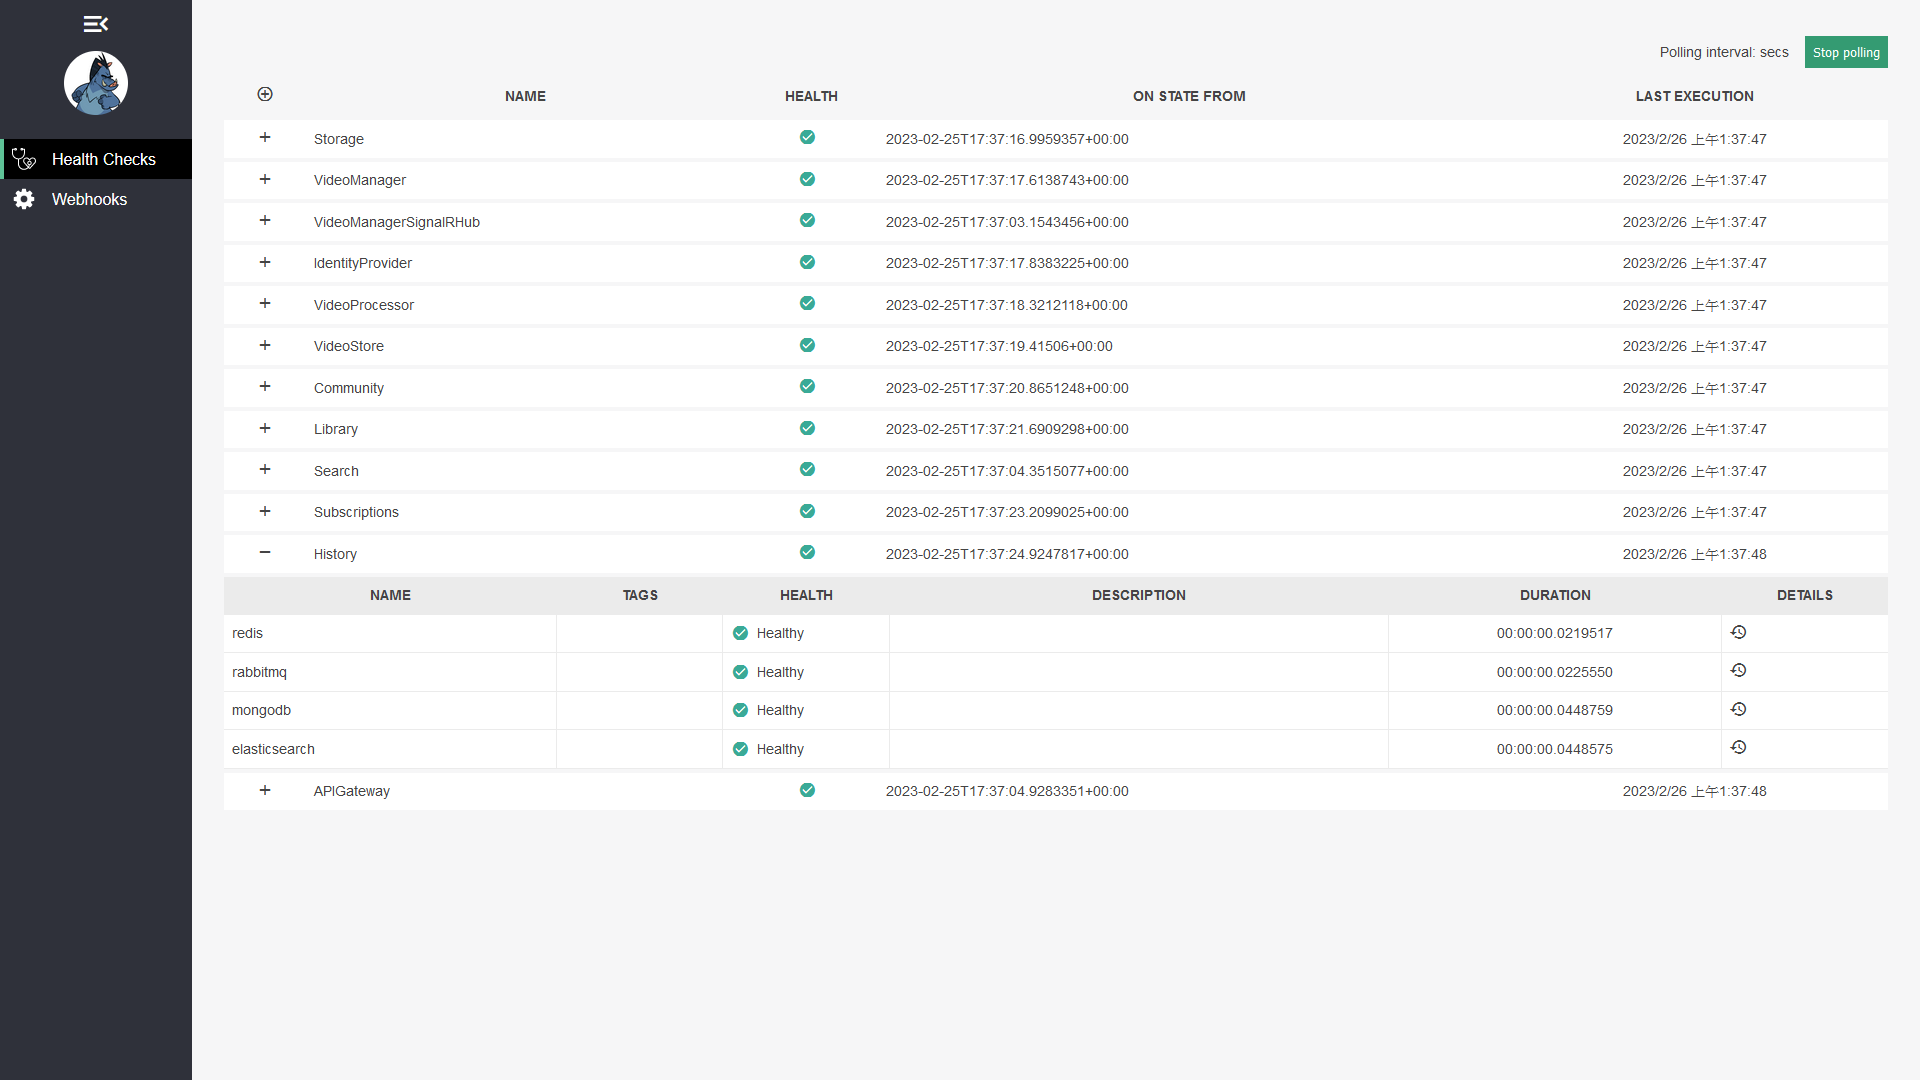 Polling interval: secs Stop polling
Health Checks
Webhooks
NAME HEALTH ON STATE FROM LAST EXECUTION
Storage 2023-02-25T17:37:16.9959357+00:00 2023/2/26 上午1:37:47
VideoManager 2023-02-25T17:37:17.6138743+00:00 2023/2/26 上午1:37:47
VideoManagerSignalRHub 2023-02-25T17:37:03.1543456+00:00 2023/2/26 上午1:37:47
IdentityProvider 2023-02-25T17:37:17.8383225+00:00 2023/2/26 上午1:37:47
VideoProcessor 2023-02-25T17:37:18.3212118+00:00 2023/2/26 上午1:37:47
VideoStore 2023-02-25T17:37:19.41506+00:00 2023/2/26 上午1:37:47
Community 2023-02-25T17:37:20.8651248+00:00 2023/2/26 上午1:37:47
Library 2023-02-25T17:37:21.6909298+00:00 2023/2/26 上午1:37:47
Search 2023-02-25T17:37:04.3515077+00:00 2023/2/26 上午1:37:47
Subscriptions 2023-02-25T17:37:23.2099025+00:00 2023/2/26 上午1:37:47
History 2023-02-25T17:37:24.9247817+00:00 2023/2/26 上午1:37:48
NAME TAGS HEALTH DESCRIPTION DURATION DETAILS
redis Healthy 00:00:00.0219517
rabbitmq Healthy 00:00:00.0225550
mongodb Healthy 00:00:00.0448759
elasticsearch Healthy 00:00:00.0448575
APIGateway 2023-02-25T17:37:04.9283351+00:00 2023/2/26 上午1:37:48